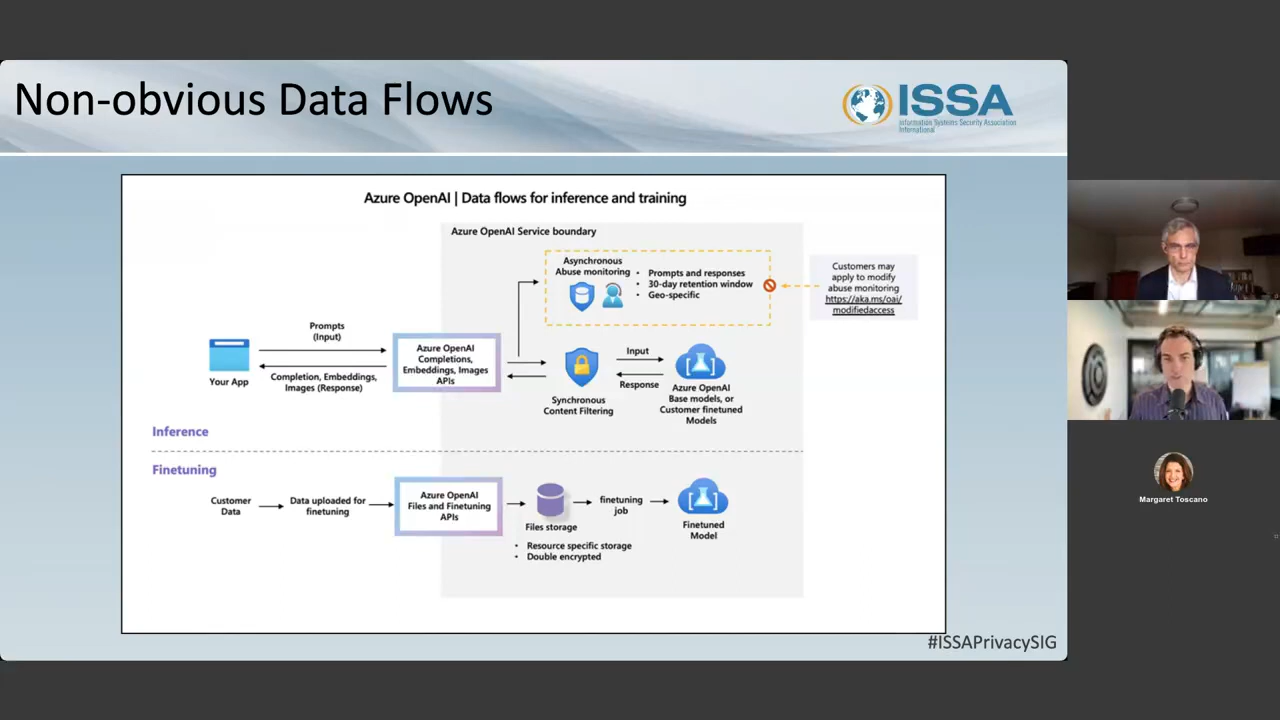 Non-obvious Data Flows
ISSA
Information Systems Security Association
International
Azure OpenAI | Data flows for inference and training
Azure OpenAI Service boundary
Asynchronous
Abuse monitoring
• Prompts and responses
• 30-day retention window
• Geo-specific
Customers may
apply to modify
abuse monitoring
https://aka.ms/oai/
modifiedaccess
Prompts
(Input)
Your App
Completion, Embeddings,
Images (Response)
Azure OpenAI
Completions,
Embeddings, Images
APIs
Synchronous
Content Filtering
Input
Response
Azure OpenAI
Base models, or
Customer finetuned
Models
Inference
Finetuning
Customer
Data
Data uploaded for
finetuning
Azure OpenAI
Files and Finetuning
APIs
Files storage
• Resource specific storage
• Double encrypted
finetuning
job
Finetuned
Model
#ISSAPrivacySIG
Margaret Toscano